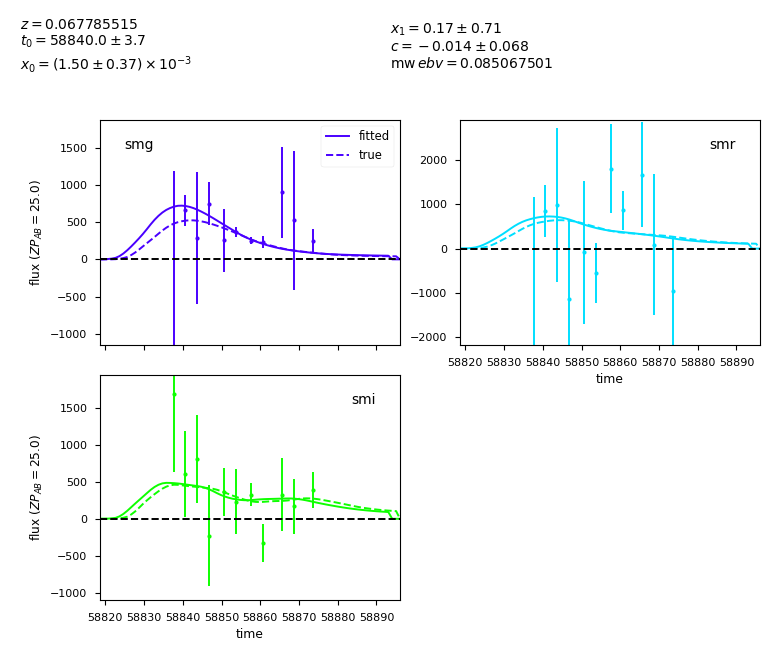 z = 0.067785515
t₀ = 58840.0 ± 3.7
x₀ = (1.50 ± 0.37) × 10⁻³
x₁ = 0.17 ± 0.71
c = −0.014 ± 0.068
mw ebv = 0.085067501
smg
fitted
true
1500
1000
500
0
−500
−1000
flux (ZP_AB = 25.0)
smr
2000
1000
0
−1000
−2000
58820 58830 58840 58850 58860 58870 58880 58890
time
smi
1500
1000
500
0
−500
−1000
flux (ZP_AB = 25.0)
58820 58830 58840 58850 58860 58870 58880 58890
time